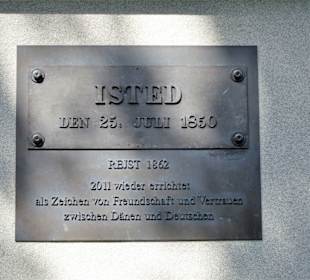 ISTED
DEN 25. JULI 1850
REJST 1862
2011 wieder errichtet
als Zeichen von Freundschaft und Vertrauen
zwischen Dänen und Deutschen